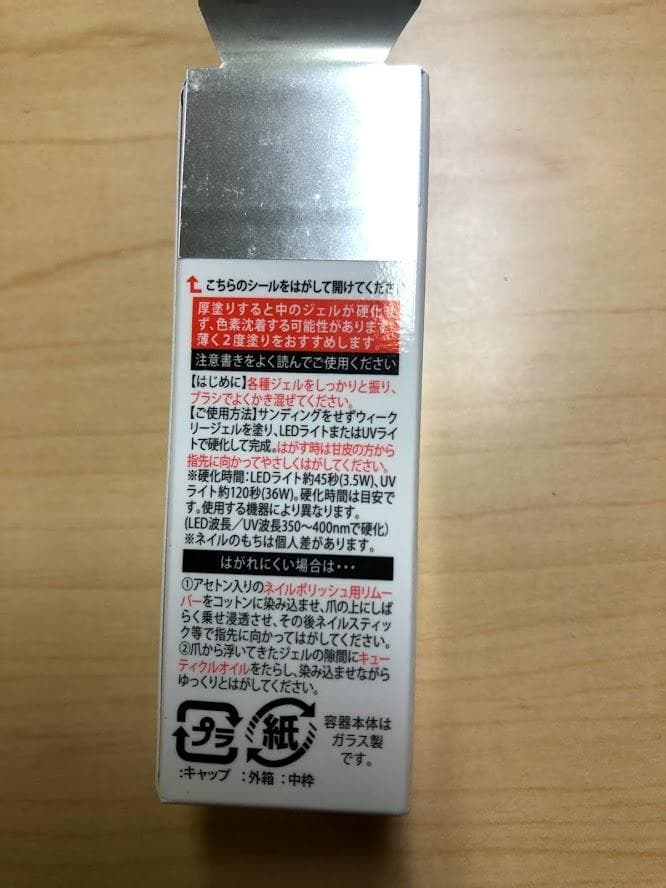 こちらのシールをはがして開けてくださ
厚塗りすると中のジェルが硬化せ
ず、色素沈着する可能性があります。
薄く2度塗りをおすすめします。
注意書きをよく読んでご使用ください
【はじめに】各種ジェルをしっかりと振り、
ブラシでよくかき混ぜてください。
【ご使用方法】サンディングをせずウィーク
リージェルを塗り、LEDライトまたはUVライ
トで硬化して完成。はがす時は甘皮の方から
指先に向かってやさしくはがしてください。
※硬化時間：LEDライト約45秒(3.5W)、UV
ライト約120秒(36W)。硬化時間は目安で
す。使用する機器により異なります。
(LED波長／UV波長350～400nmで硬化)
※ネイルのもちは個人差があります。
はがれにくい場合は･･･
①アセトン入りのネイルポリッシュ用リムー
バーをコットンに染み込ませ、爪の上にしば
らく乗せ浸透させ、その後ネイルスティッ
ク等で指先に向かってはがしてください。
②爪から浮いてきたジェルの隙間にキュー
ティクルオイルをたらし、染み込ませながら
ゆっくりとはがしてください。
プラ 紙
:キャップ :外箱:中枠
容器本体は
ガラス製
です。